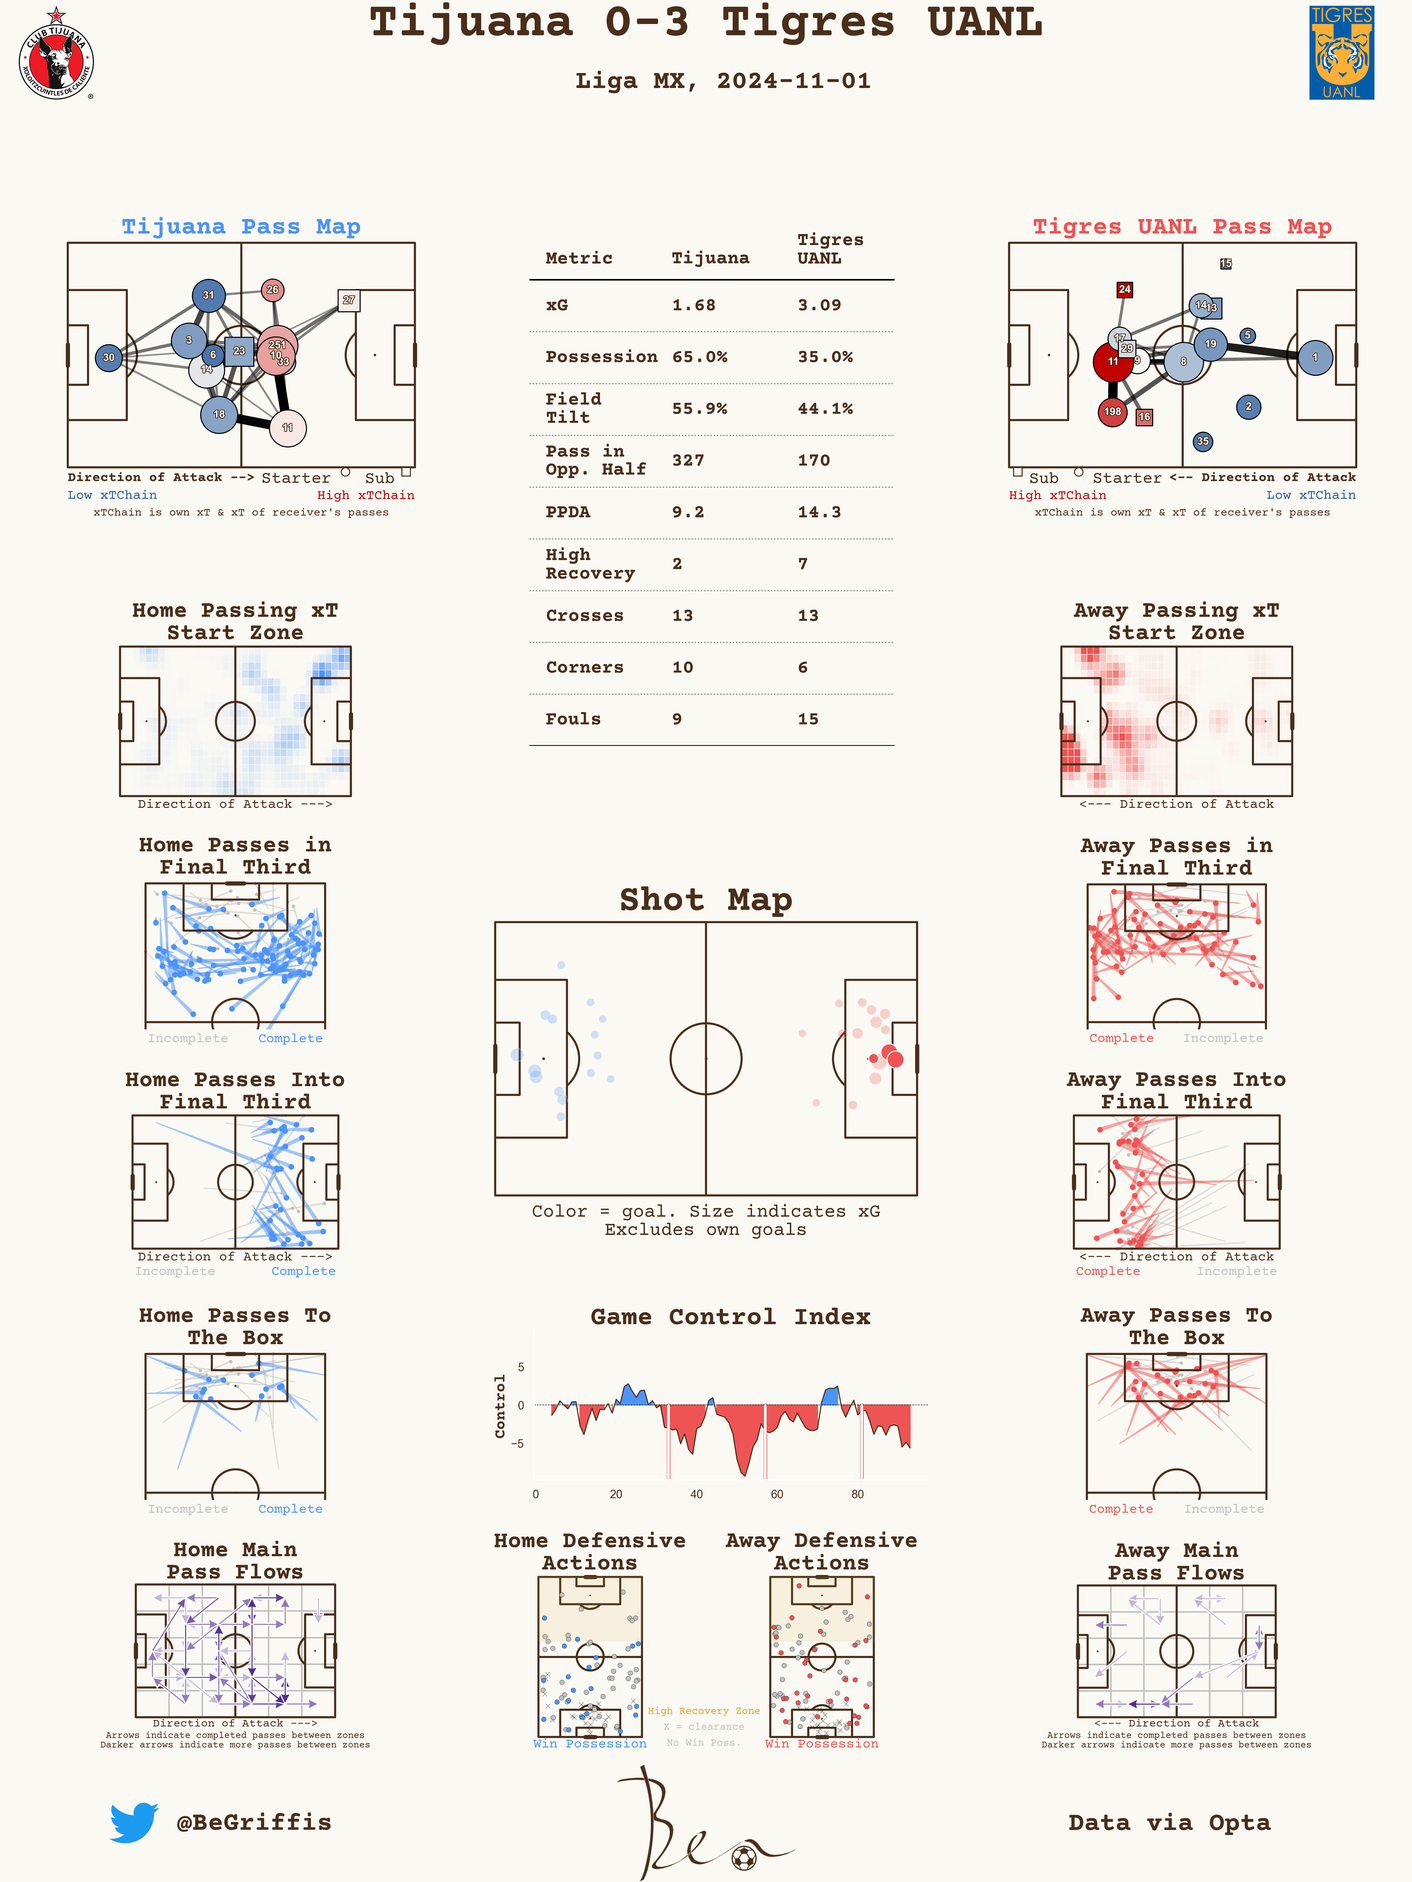 Tijuana 0-3 Tigres UANL
Liga MX, 2024-11-01
CLUB TIJUANA
XOLOITZCUINTLES DE CALIENTE
®
TIGRES
UANL
Tijuana Pass Map
31
26
27
3
251
30
6
23
10
33
14
18
11
Direction of Attack --> Starter Sub
Low xTChain High xTChain
xTChain is own xT & xT of receiver's passes
Metric Tijuana Tigres UANL
xG 1.68 3.09
Possession 65.0% 35.0%
Field Tilt 55.9% 44.1%
Pass in Opp. Half 327 170
PPDA 9.2 14.3
High Recovery 2 7
Crosses 13 13
Corners 10 6
Fouls 9 15
Tigres UANL Pass Map
15
24
14
13
17
5
29
19
11
9
8
1
198
16
2
35
Sub Starter <-- Direction of Attack
High xTChain Low xTChain
xTChain is own xT & xT of receiver's passes
Home Passing xT
Start Zone
Direction of Attack --->
Away Passing xT
Start Zone
<--- Direction of Attack
Home Passes in
Final Third
Incomplete Complete
Away Passes in
Final Third
Complete Incomplete
Shot Map
Color = goal. Size indicates xG
Excludes own goals
Home Passes Into
Final Third
Direction of Attack --->
Incomplete Complete
Away Passes Into
Final Third
<--- Direction of Attack
Complete Incomplete
Home Passes To
The Box
Incomplete Complete
Game Control Index
Control
5
0
−5
0 20 40 60 80
Away Passes To
The Box
Complete Incomplete
Home Main
Pass Flows
Direction of Attack --->
Arrows indicate completed passes between zones
Darker arrows indicate more passes between zones
Home Defensive
Actions
Win Possession
Away Defensive
Actions
Win Possession
High Recovery Zone
X = clearance
No Win Poss.
Away Main
Pass Flows
<--- Direction of Attack
Arrows indicate completed passes between zones
Darker arrows indicate more passes between zones
@BeGriffis
Ben
Data via Opta